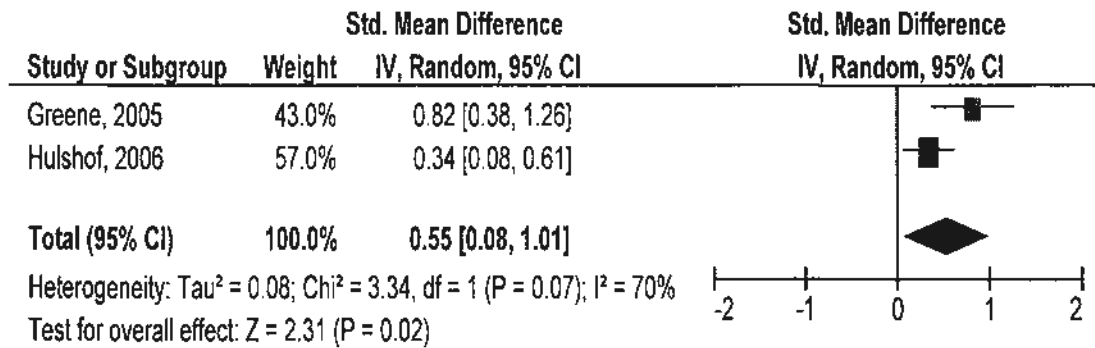 Std. Mean Difference Std. Mean Difference
Study or Subgroup Weight IV, Random, 95% CI IV, Random, 95% CI
Greene, 2005 43.0% 0.82 [0.38, 1.26]
Hulshof, 2006 57.0% 0.34 [0.08, 0.61]
Total (95% CI) 100.0% 0.55 [0.08, 1.01]
Heterogeneity: Tau² = 0.08; Chi² = 3.34, df = 1 (P = 0.07); I² = 70%
Test for overall effect: Z = 2.31 (P = 0.02)
-2 -1 0 1 2